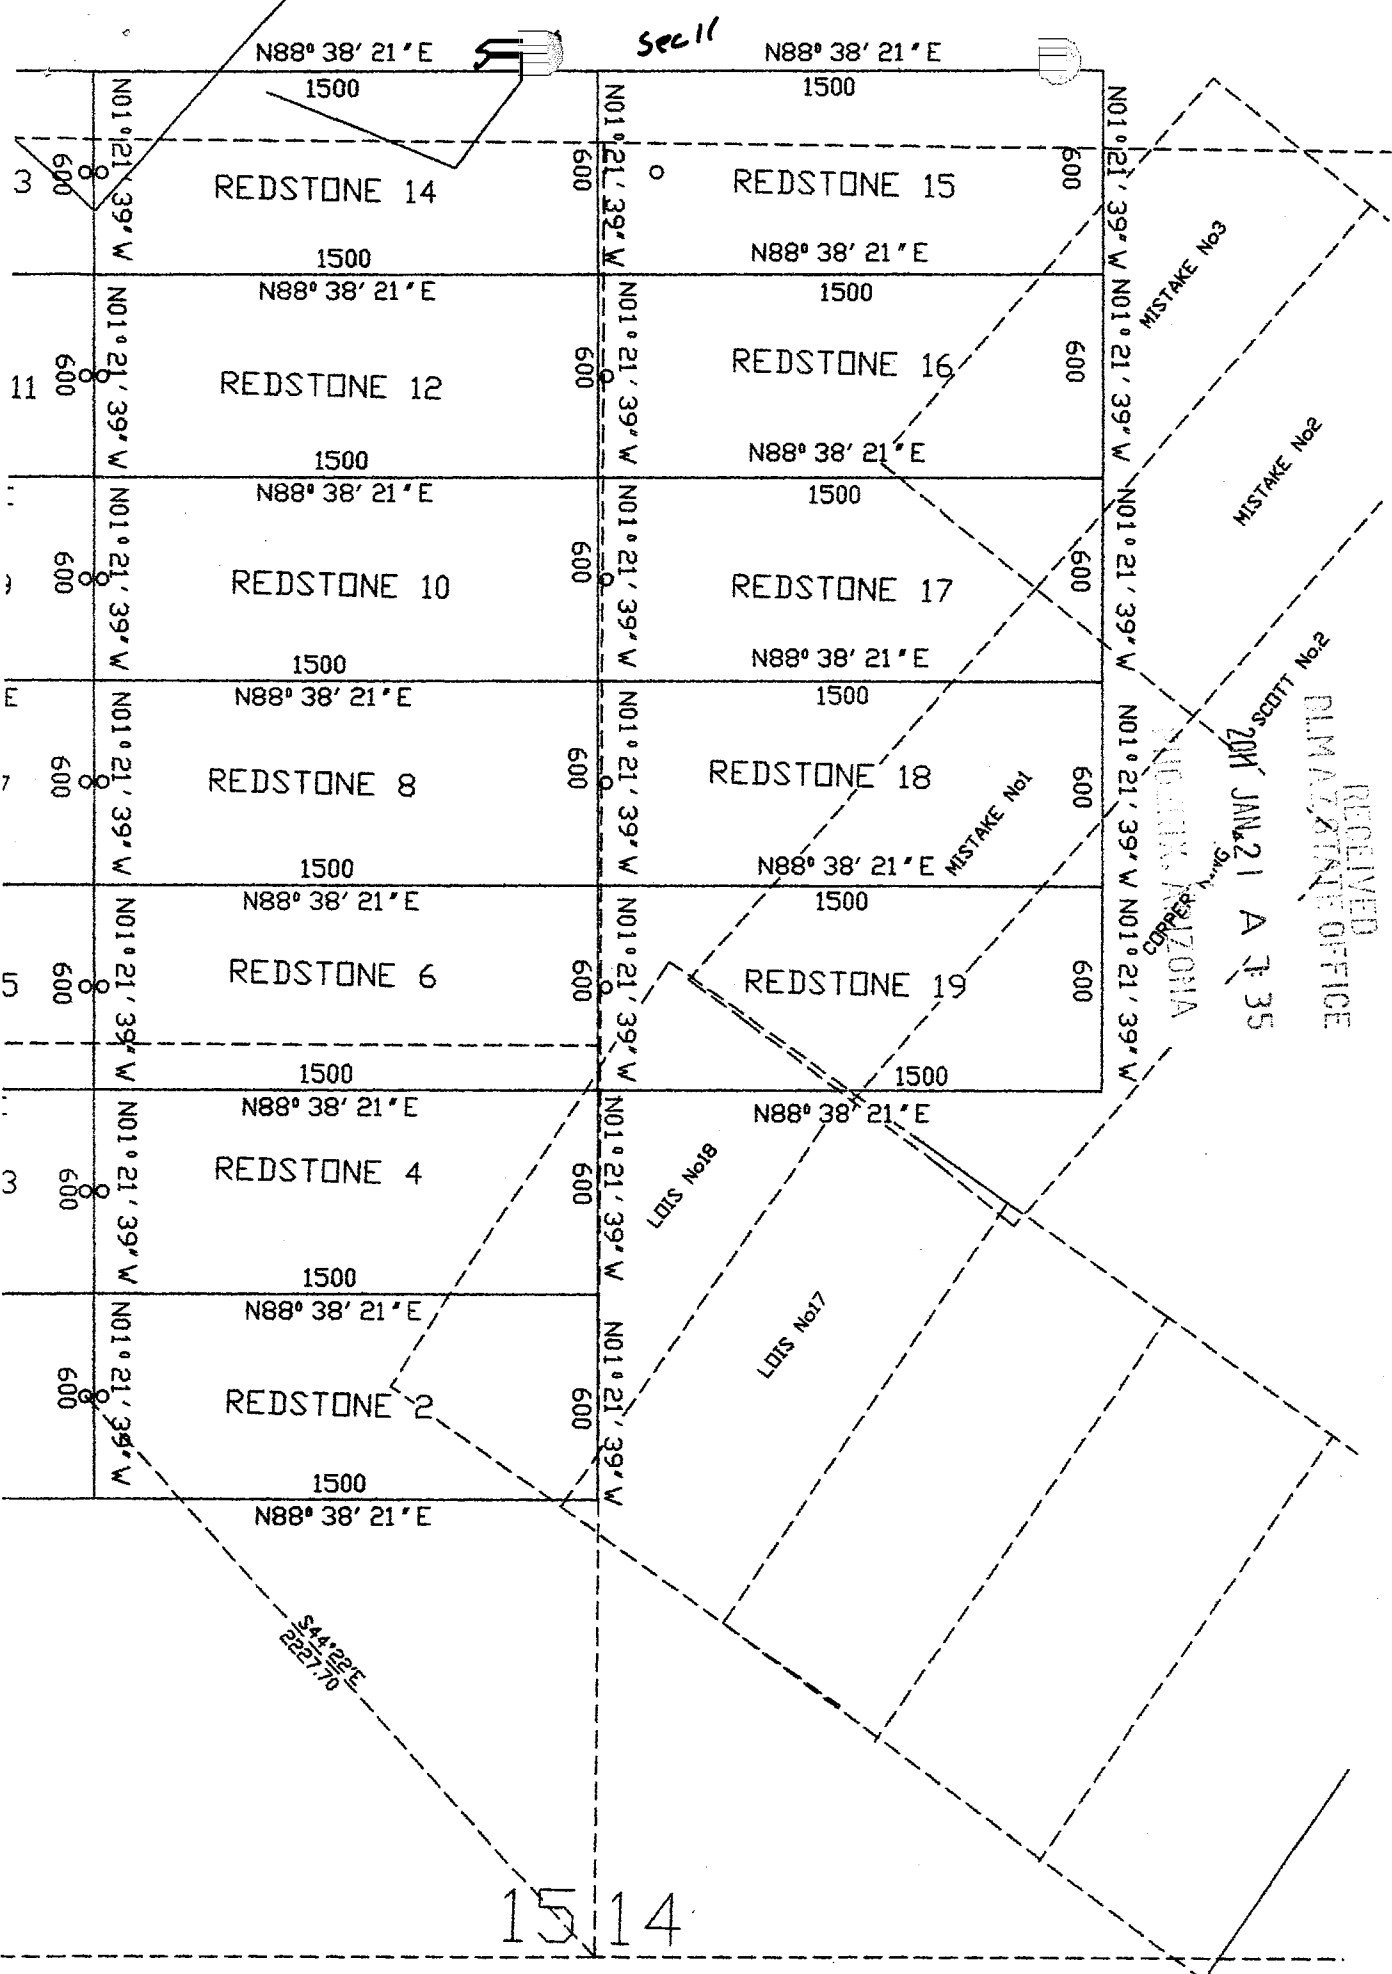 Sec 11
N88° 38' 21" E
N88° 38' 21" E
1500
1500
N01° 21' 39" W
N01° 21' 39" W
N01° 21' 39" W
3
600
600
600
REDSTONE 14
REDSTONE 15
1500
N88° 38' 21" E
N88° 38' 21" E
1500
MISTAKE No3
N01° 21' 39" W
N01° 21' 39" W
N01° 21' 39" W
11
600
600
600
REDSTONE 12
REDSTONE 16
1500
N88° 38' 21" E
N88° 38' 21" E
1500
MISTAKE No2
N01° 21' 39" W
N01° 21' 39" W
N01° 21' 39" W
600
600
600
REDSTONE 10
REDSTONE 17
1500
N88° 38' 21" E
N88° 38' 21" E
1500
SCOTT No.2
E
N01° 21' 39" W
N01° 21' 39" W
N01° 21' 39" W
600
600
600
REDSTONE 8
REDSTONE 18
MISTAKE No1
1500
N88° 38' 21" E
N88° 38' 21" E
1500
RECEIVED
BLM AZ STATE OFFICE
JAN 21 A 7:35
ARIZONA
COPPER KING
N01° 21' 39" W
N01° 21' 39" W
N01° 21' 39" W
5
600
600
600
REDSTONE 6
REDSTONE 19
1500
1500
N88° 38' 21" E
N88° 38' 21" E
N01° 21' 39" W
N01° 21' 39" W
3
600
600
REDSTONE 4
LOIS No18
1500
N88° 38' 21" E
LOIS No17
N01° 21' 39" W
N01° 21' 39" W
600
600
REDSTONE 2
1500
N88° 38' 21" E
S44°22'E
2227.70
15 14